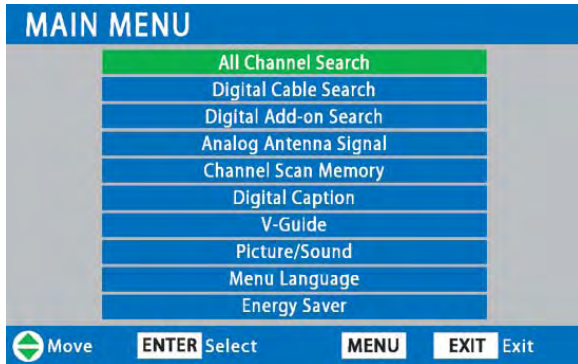 MAIN MENU
All Channel Search
Digital Cable Search
Digital Add-on Search
Analog Antenna Signal
Channel Scan Memory
Digital Caption
V-Guide
Picture/Sound
Menu Language
Energy Saver
Move ENTER Select MENU EXIT Exit